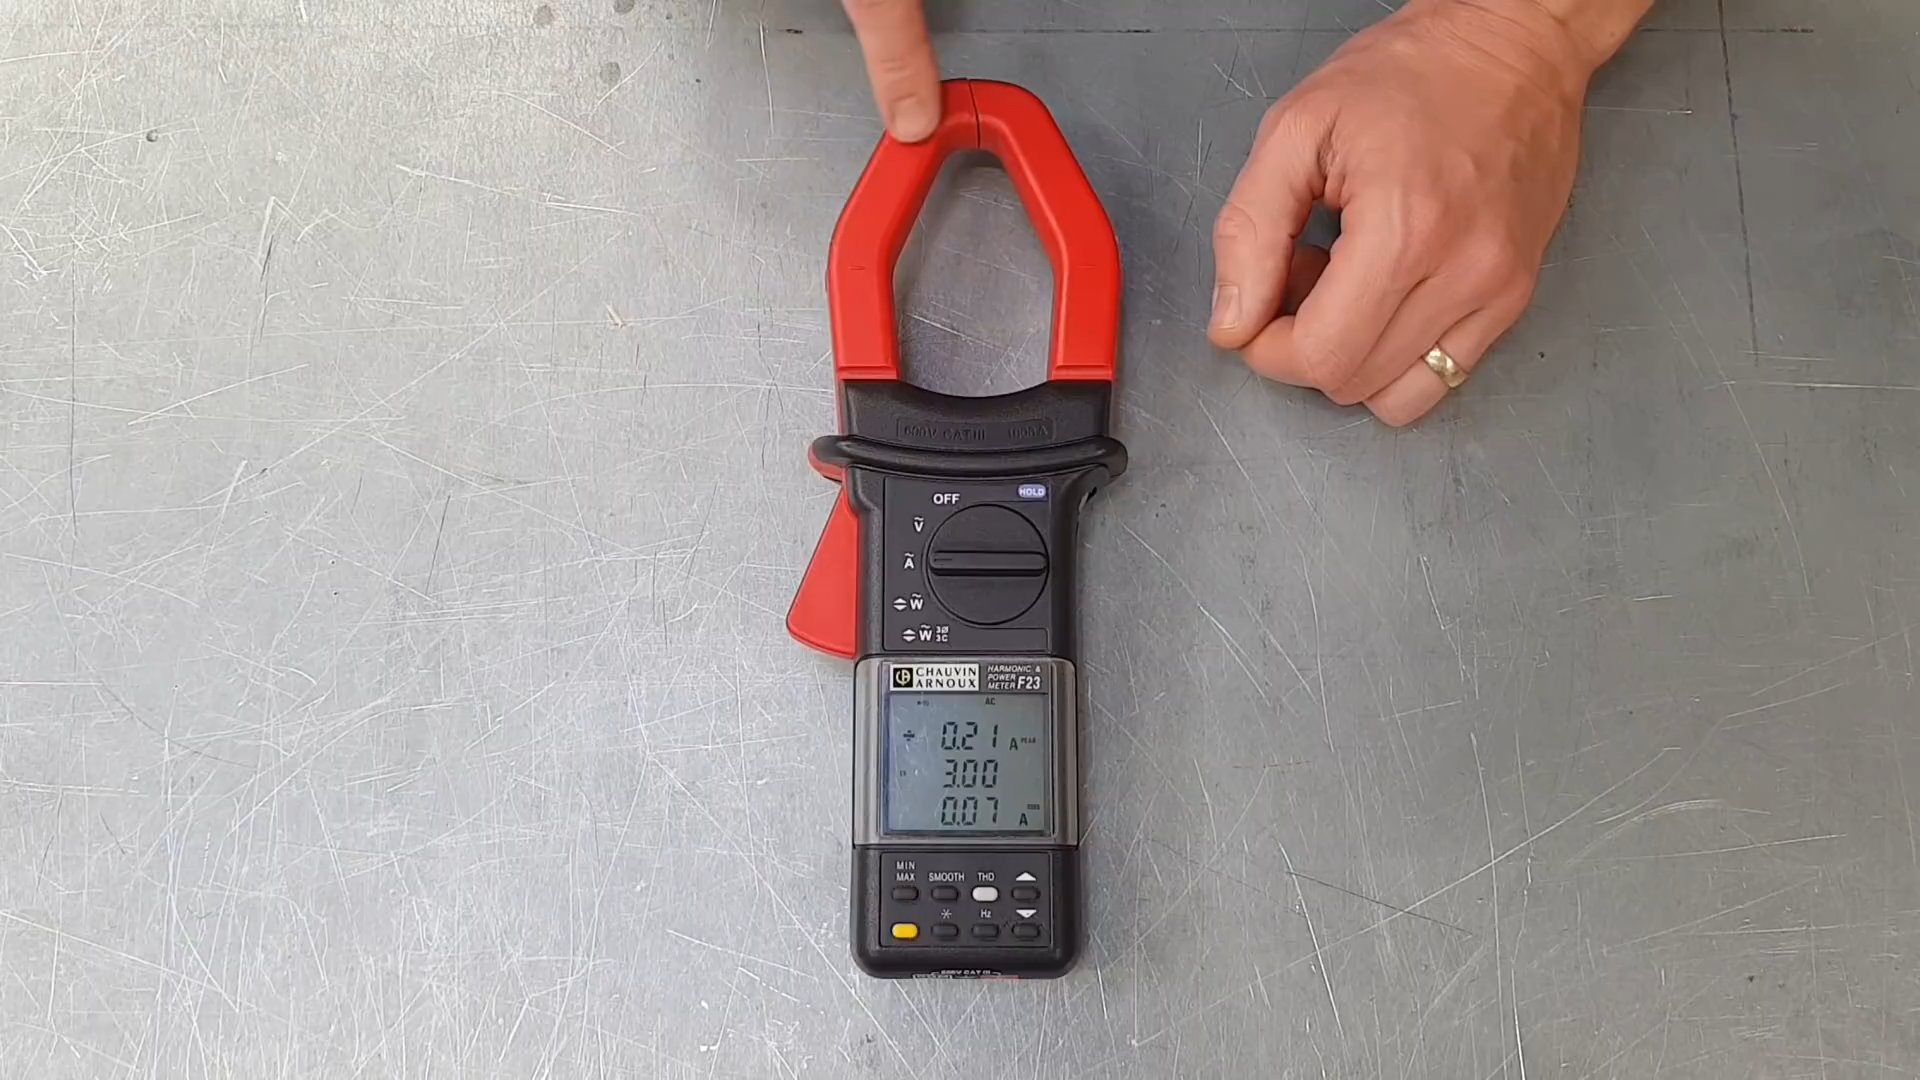 600V CAT III
OFF HOLD
V
A
W
W 3Ø
3C
CHAUVIN
ARNOUX
HARMONIC &
POWER
METER F23
AC
0.21 A PEAK
3.00
0.07 A
MIN
MAX SMOOTH THD
Hz
600V CAT III